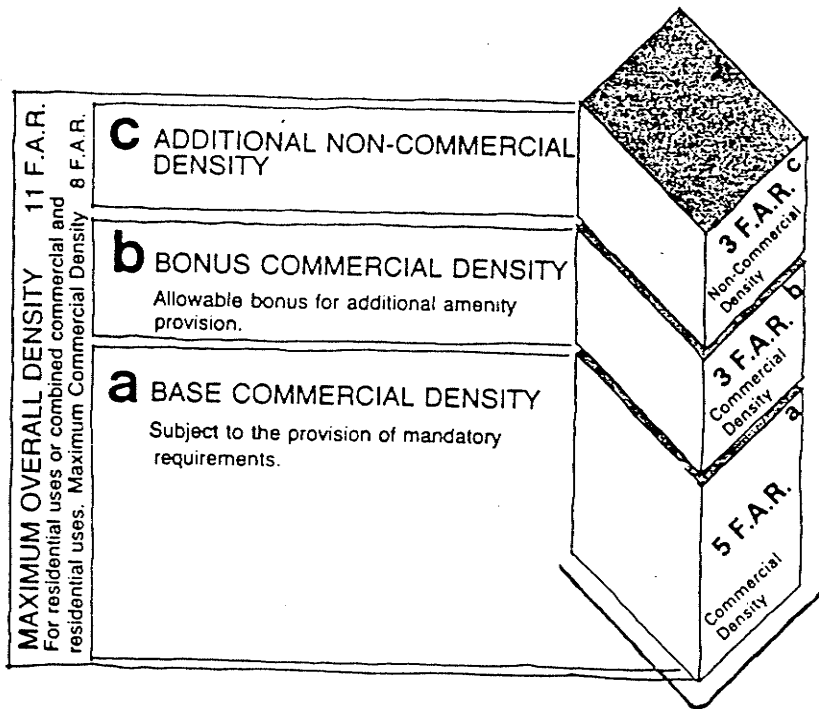 MAXIMUM OVERALL DENSITY 11 F.A.R.
For residential uses or combined commercial and
residential uses. Maximum Commercial Density 8 F.A.R.
c ADDITIONAL NON-COMMERCIAL
DENSITY
b BONUS COMMERCIAL DENSITY
Allowable bonus for additional amenity
provision.
a BASE COMMERCIAL DENSITY
Subject to the provision of mandatory
requirements.
c
3 F.A.R.
Non-Commercial
Density
b
3 F.A.R.
Commercial
Density
a
5 F.A.R.
Commercial
Density